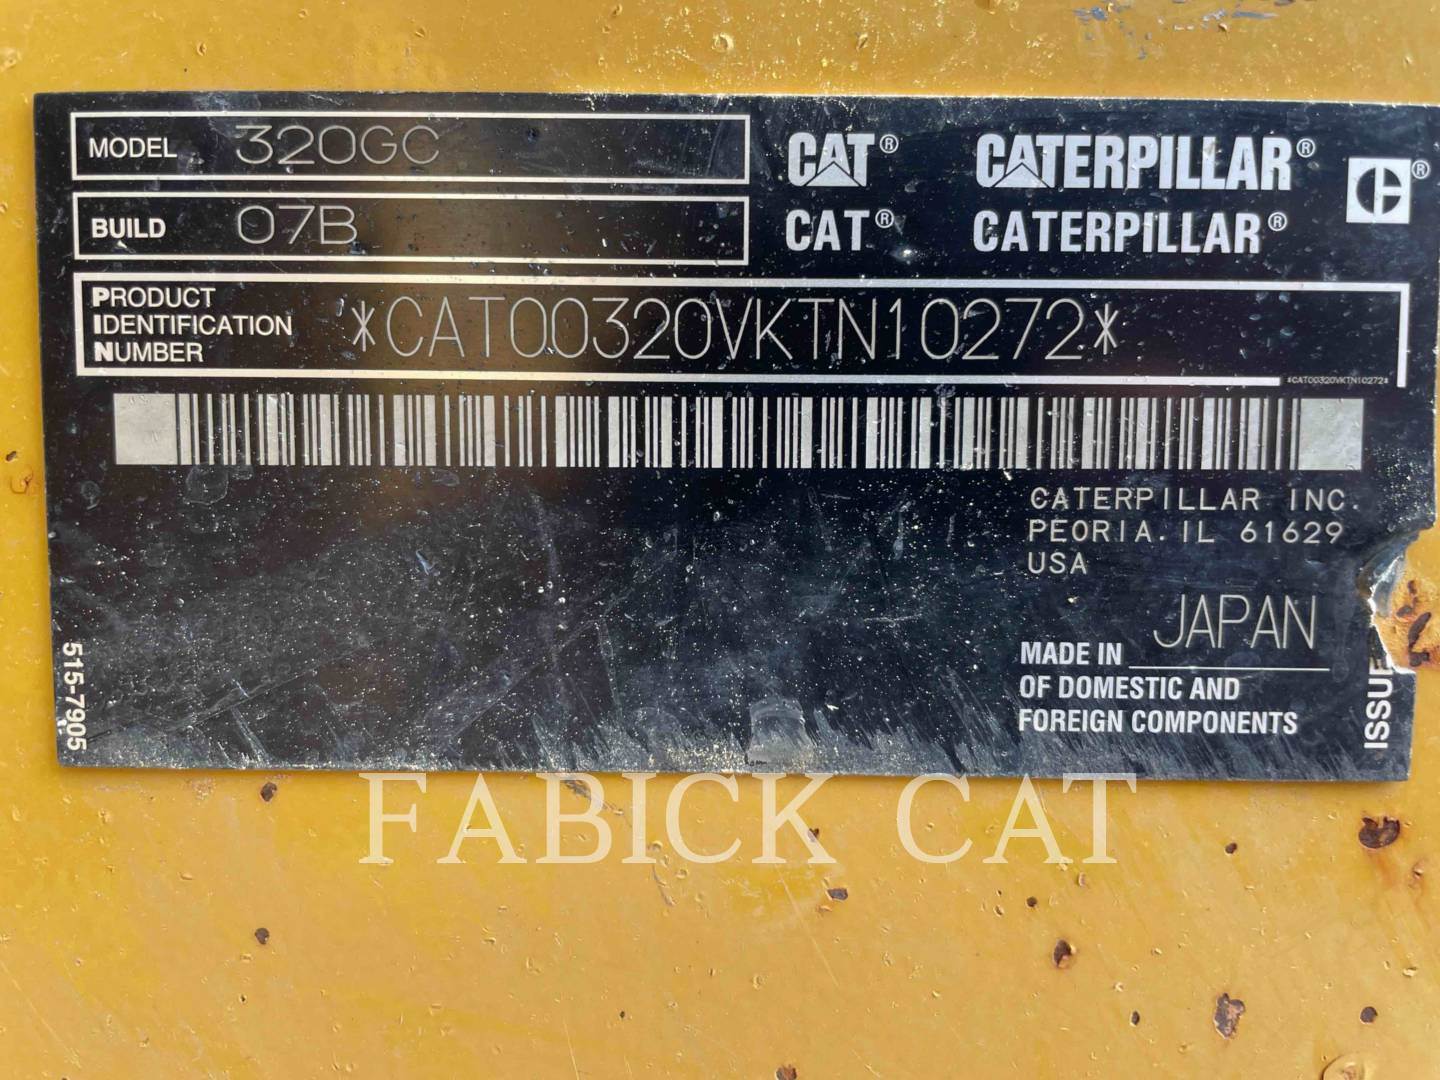 MODEL 320GC
BUILD 07B
CAT® CATERPILLAR® ®
CAT® CATERPILLAR®
PRODUCT
IDENTIFICATION
NUMBER
*CAT00320VKTN10272*
*CAT00320VKTN10272*
CATERPILLAR INC.
PEORIA. IL 61629
USA
MADE IN JAPAN
OF DOMESTIC AND
FOREIGN COMPONENTS
515-7905
FABICK CAT